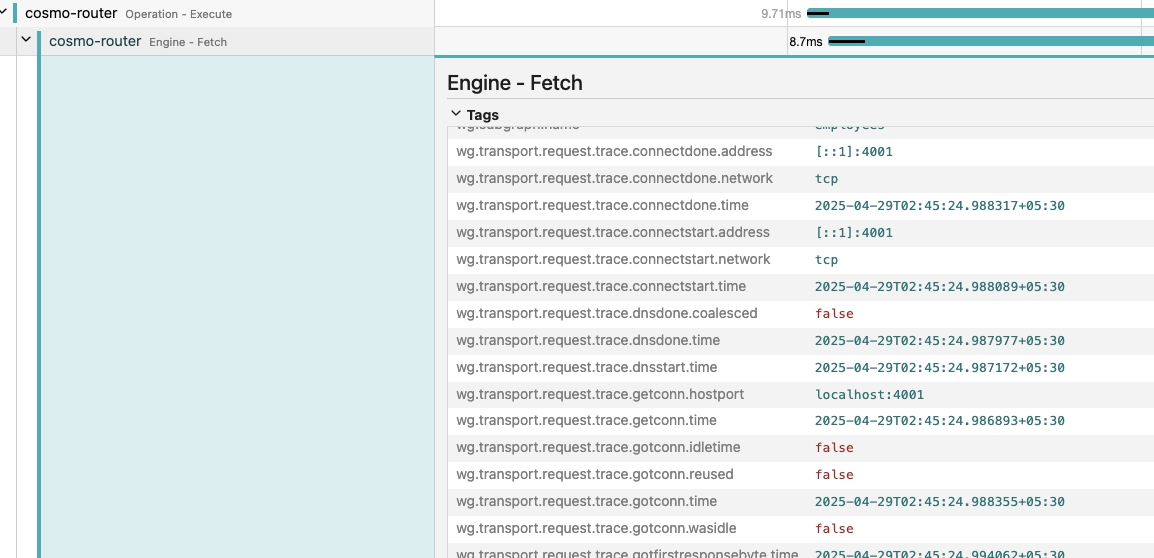 cosmo-router Operation - Execute 9.71ms
cosmo-router Engine - Fetch 8.7ms
Engine - Fetch
Tags
wg.subgraph.name employees
wg.transport.request.trace.connectdone.address [::1]:4001
wg.transport.request.trace.connectdone.network tcp
wg.transport.request.trace.connectdone.time 2025-04-29T02:45:24.988317+05:30
wg.transport.request.trace.connectstart.address [::1]:4001
wg.transport.request.trace.connectstart.network tcp
wg.transport.request.trace.connectstart.time 2025-04-29T02:45:24.988089+05:30
wg.transport.request.trace.dnsdone.coalesced false
wg.transport.request.trace.dnsdone.time 2025-04-29T02:45:24.987977+05:30
wg.transport.request.trace.dnsstart.time 2025-04-29T02:45:24.987172+05:30
wg.transport.request.trace.getconn.hostport localhost:4001
wg.transport.request.trace.getconn.time 2025-04-29T02:45:24.986893+05:30
wg.transport.request.trace.gotconn.idletime false
wg.transport.request.trace.gotconn.reused false
wg.transport.request.trace.gotconn.time 2025-04-29T02:45:24.988355+05:30
wg.transport.request.trace.gotconn.wasidle false
wg.transport.request.trace.gotfirstresponsebyte.time 2025-04-29T02:45:24.994062+05:30